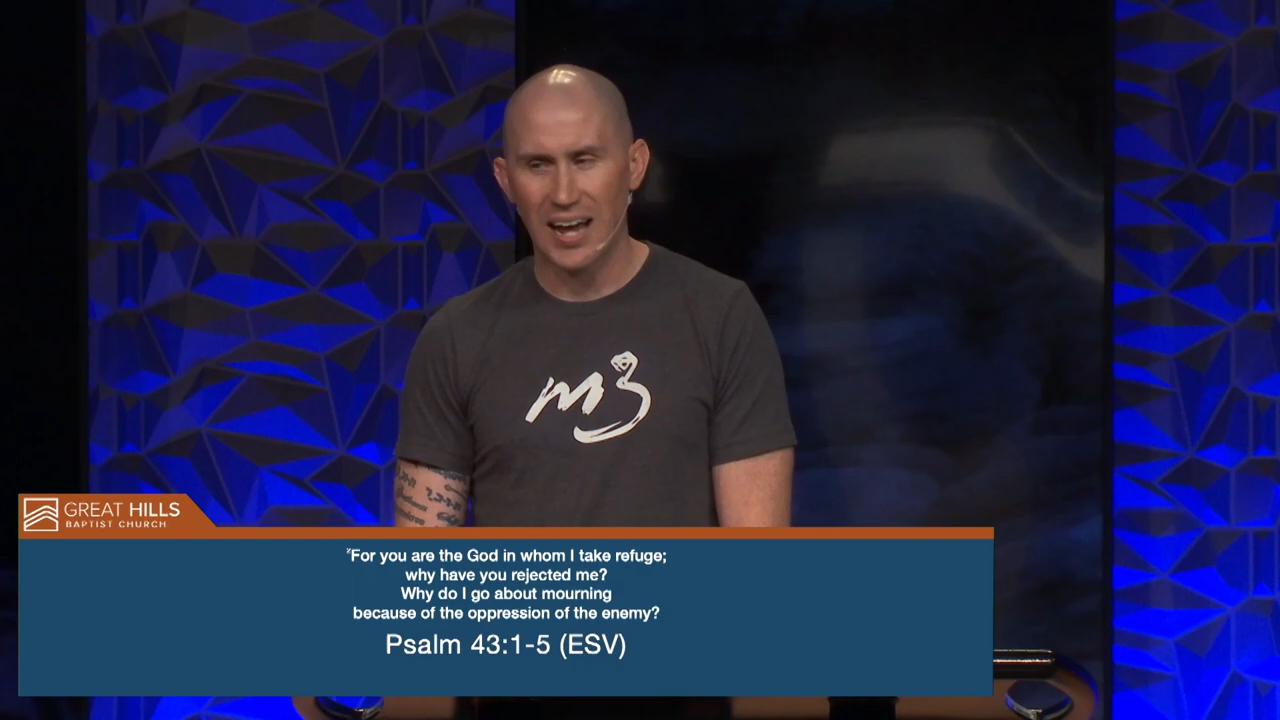 m3
GREAT HILLS
BAPTIST CHURCH
²For you are the God in whom I take refuge;
why have you rejected me?
Why do I go about mourning
because of the oppression of the enemy?
Psalm 43:1-5 (ESV)